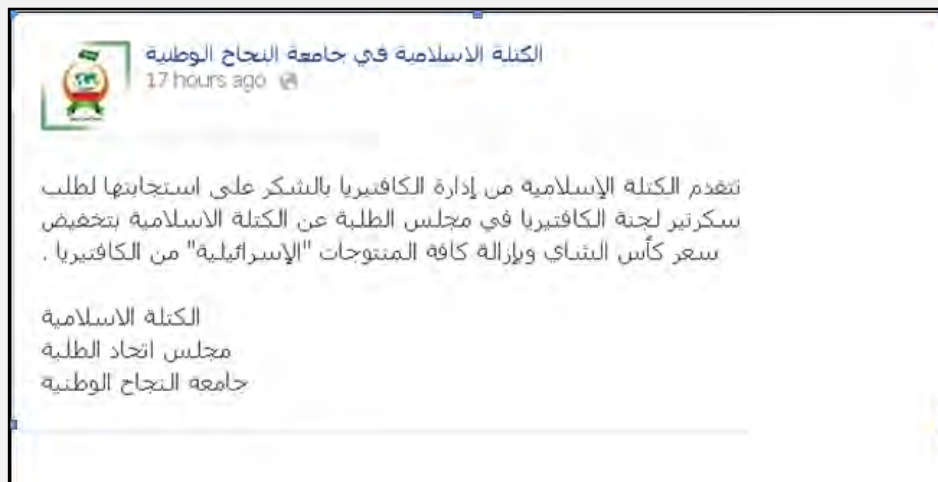 الكتلة الاسلامية في جامعة النجاح الوطنية
17 hours ago
تتقدم الكتلة الإسلامية من إدارة الكافتيريا بالشكر على استجابتها لطلب
سكرتير لجنة الكافتيريا في مجلس الطلبة عن الكتلة الاسلامية بتخفيض
سعر كأس الشاي وبإزالة كافة المنتوجات "الإسرائيلية" من الكافتيريا .
الكتلة الاسلامية
مجلس اتحاد الطلبة
جامعة النجاح الوطنية